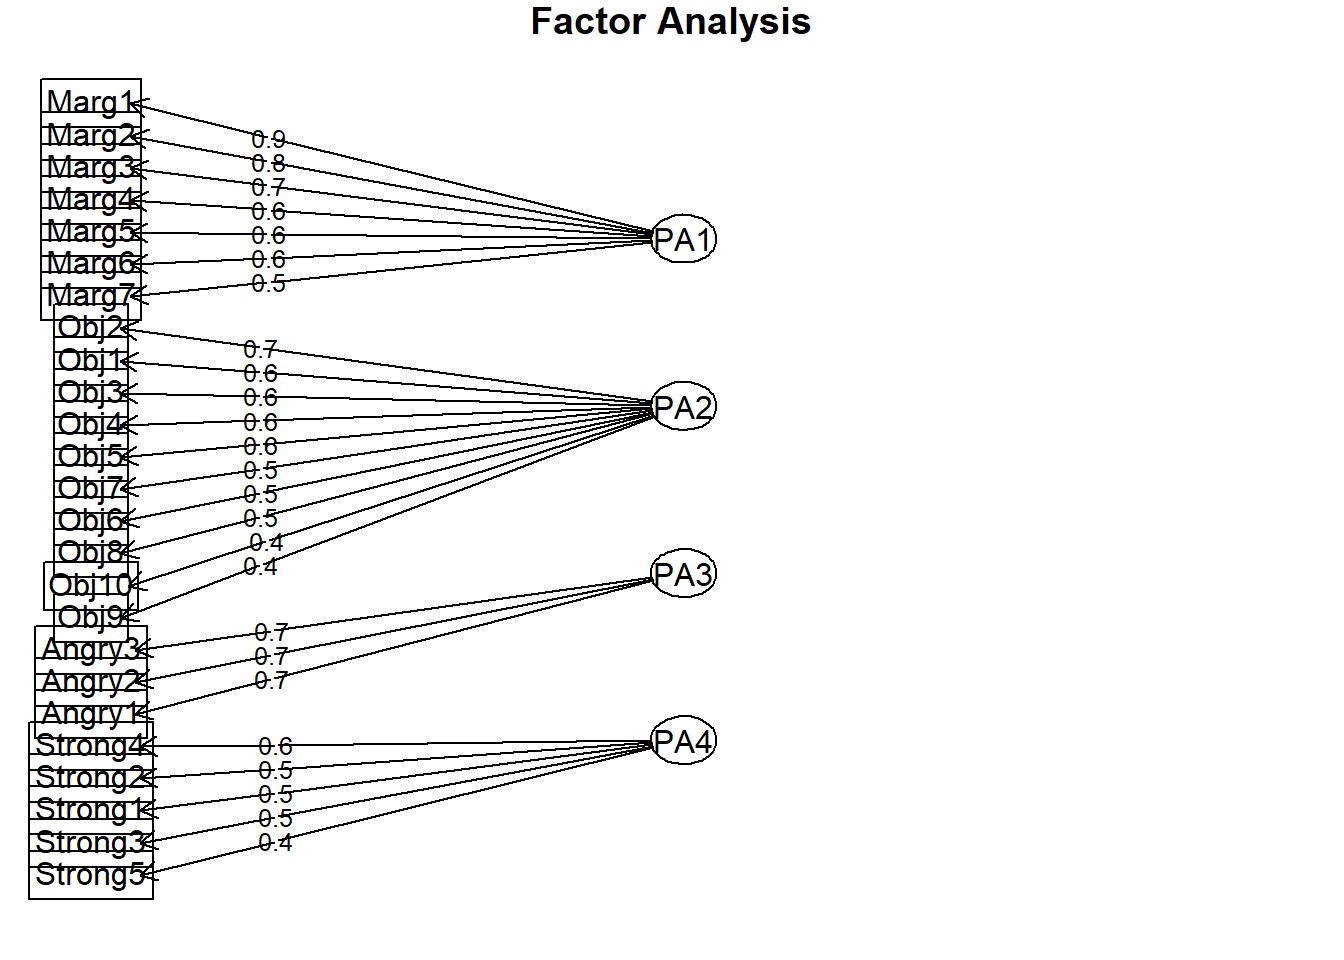 Factor Analysis
Marg1
Marg2
Marg3
Marg4
Marg5
Marg6
Marg7
Obj2
Obj1
Obj3
Obj4
Obj5
Obj7
Obj6
Obj8
Obj10
Obj9
Angry3
Angry2
Angry1
Strong4
Strong2
Strong1
Strong3
Strong5
0.9
0.8
0.7
0.6
0.6
0.6
0.5
0.7
0.6
0.6
0.6
0.6
0.5
0.5
0.5
0.4
0.4
0.7
0.7
0.7
0.6
0.5
0.5
0.5
0.4
PA1
PA2
PA3
PA4